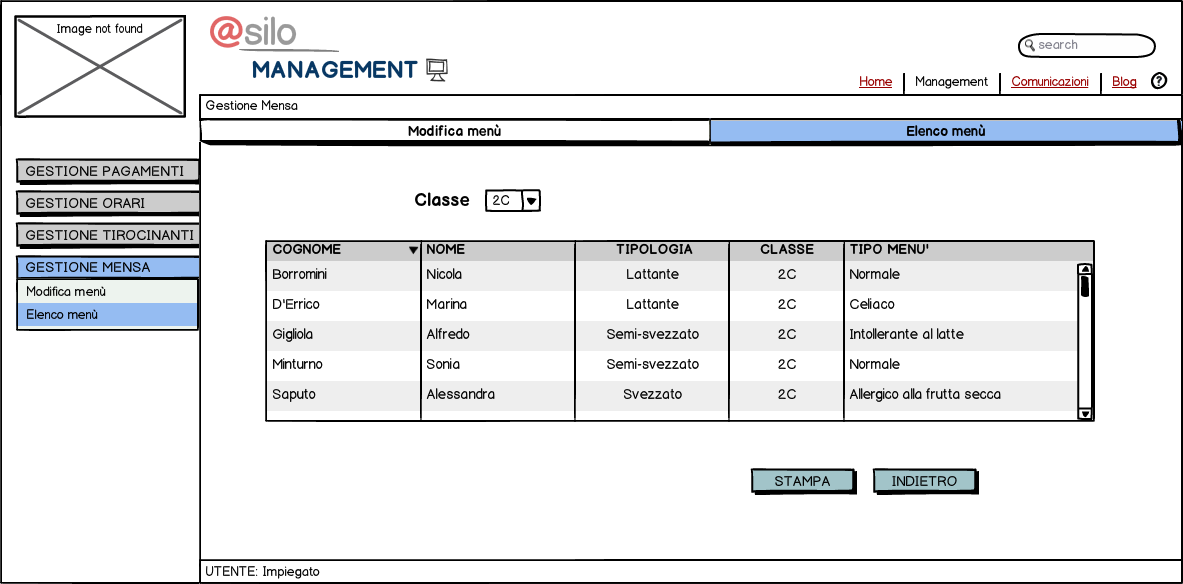 Image not found
@silo
MANAGEMENT
search
Home Management Comunicazioni Blog ?
Gestione Mensa
Modifica menù Elenco menù
GESTIONE PAGAMENTI
GESTIONE ORARI
GESTIONE TIROCINANTI
GESTIONE MENSA
Modifica menù
Elenco menù
Classe 2C
COGNOME NOME TIPOLOGIA CLASSE TIPO MENU'
Borromini Nicola Lattante 2C Normale
D'Errico Marina Lattante 2C Celiaco
Gigliola Alfredo Semi-svezzato 2C Intollerante al latte
Minturno Sonia Semi-svezzato 2C Normale
Saputo Alessandra Svezzato 2C Allergico alla frutta secca
STAMPA INDIETRO
UTENTE: Impiegato